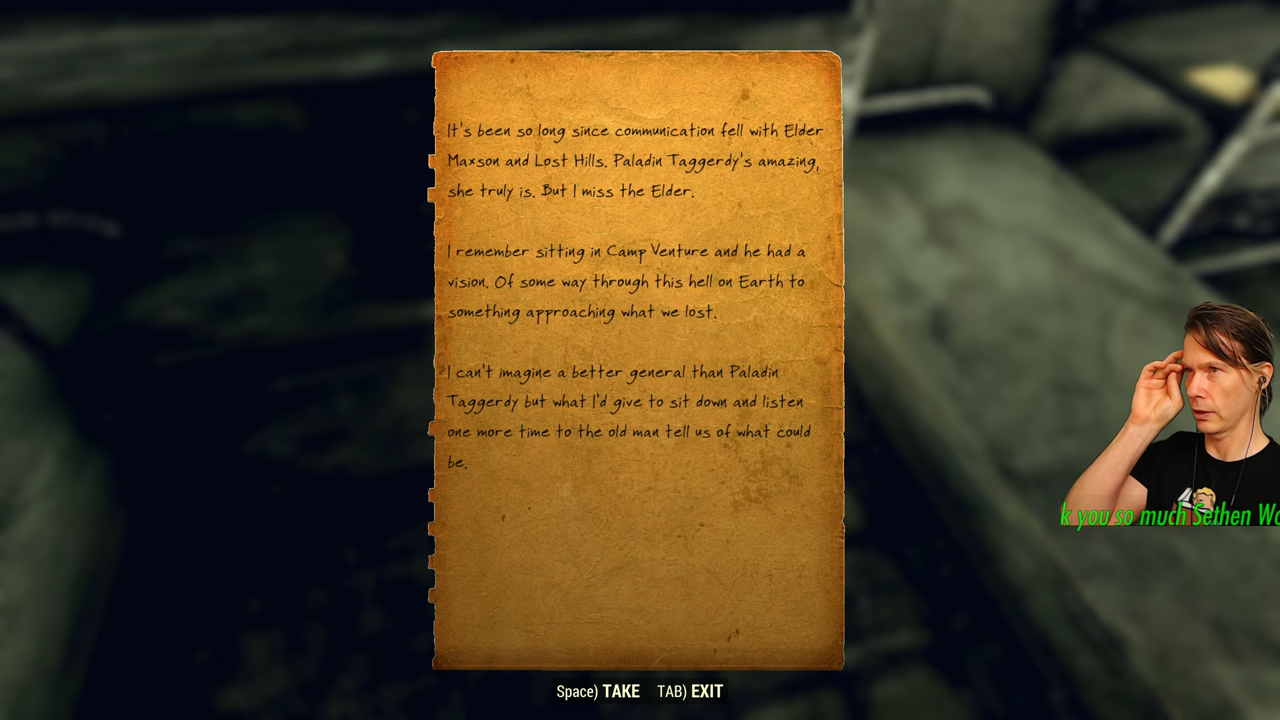 It's been so long since communication fell with Elder
Maxson and Lost Hills. Paladin Taggerdy's amazing,
she truly is. But I miss the Elder.
I remember sitting in Camp Venture and he had a
vision. Of some way through this hell on Earth to
something approaching what we lost.
I can't imagine a better general than Paladin
Taggerdy but what I'd give to sit down and listen
one more time to the old man tell us of what could
be.
k you so much Sethen Wo
Space) TAKE TAB) EXIT